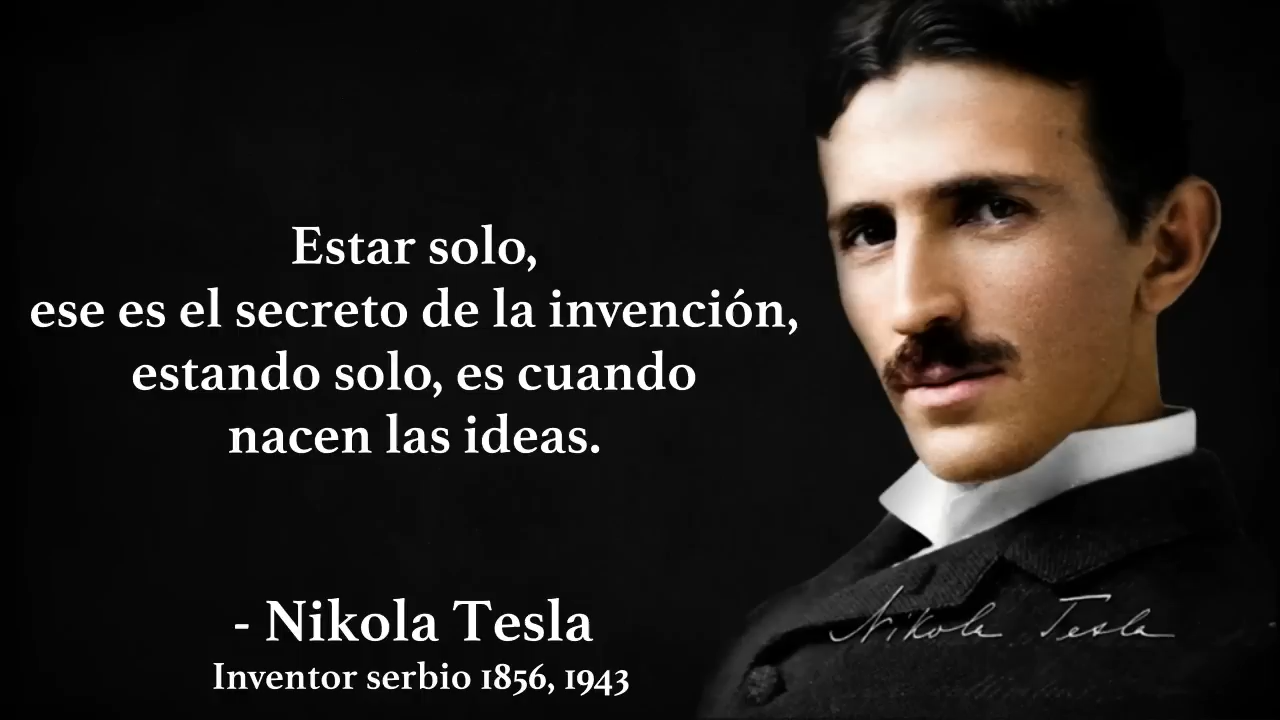 Estar solo,
ese es el secreto de la invención,
estando solo, es cuando
nacen las ideas.
- Nikola Tesla
Inventor serbio 1856, 1943
Nikola Tesla